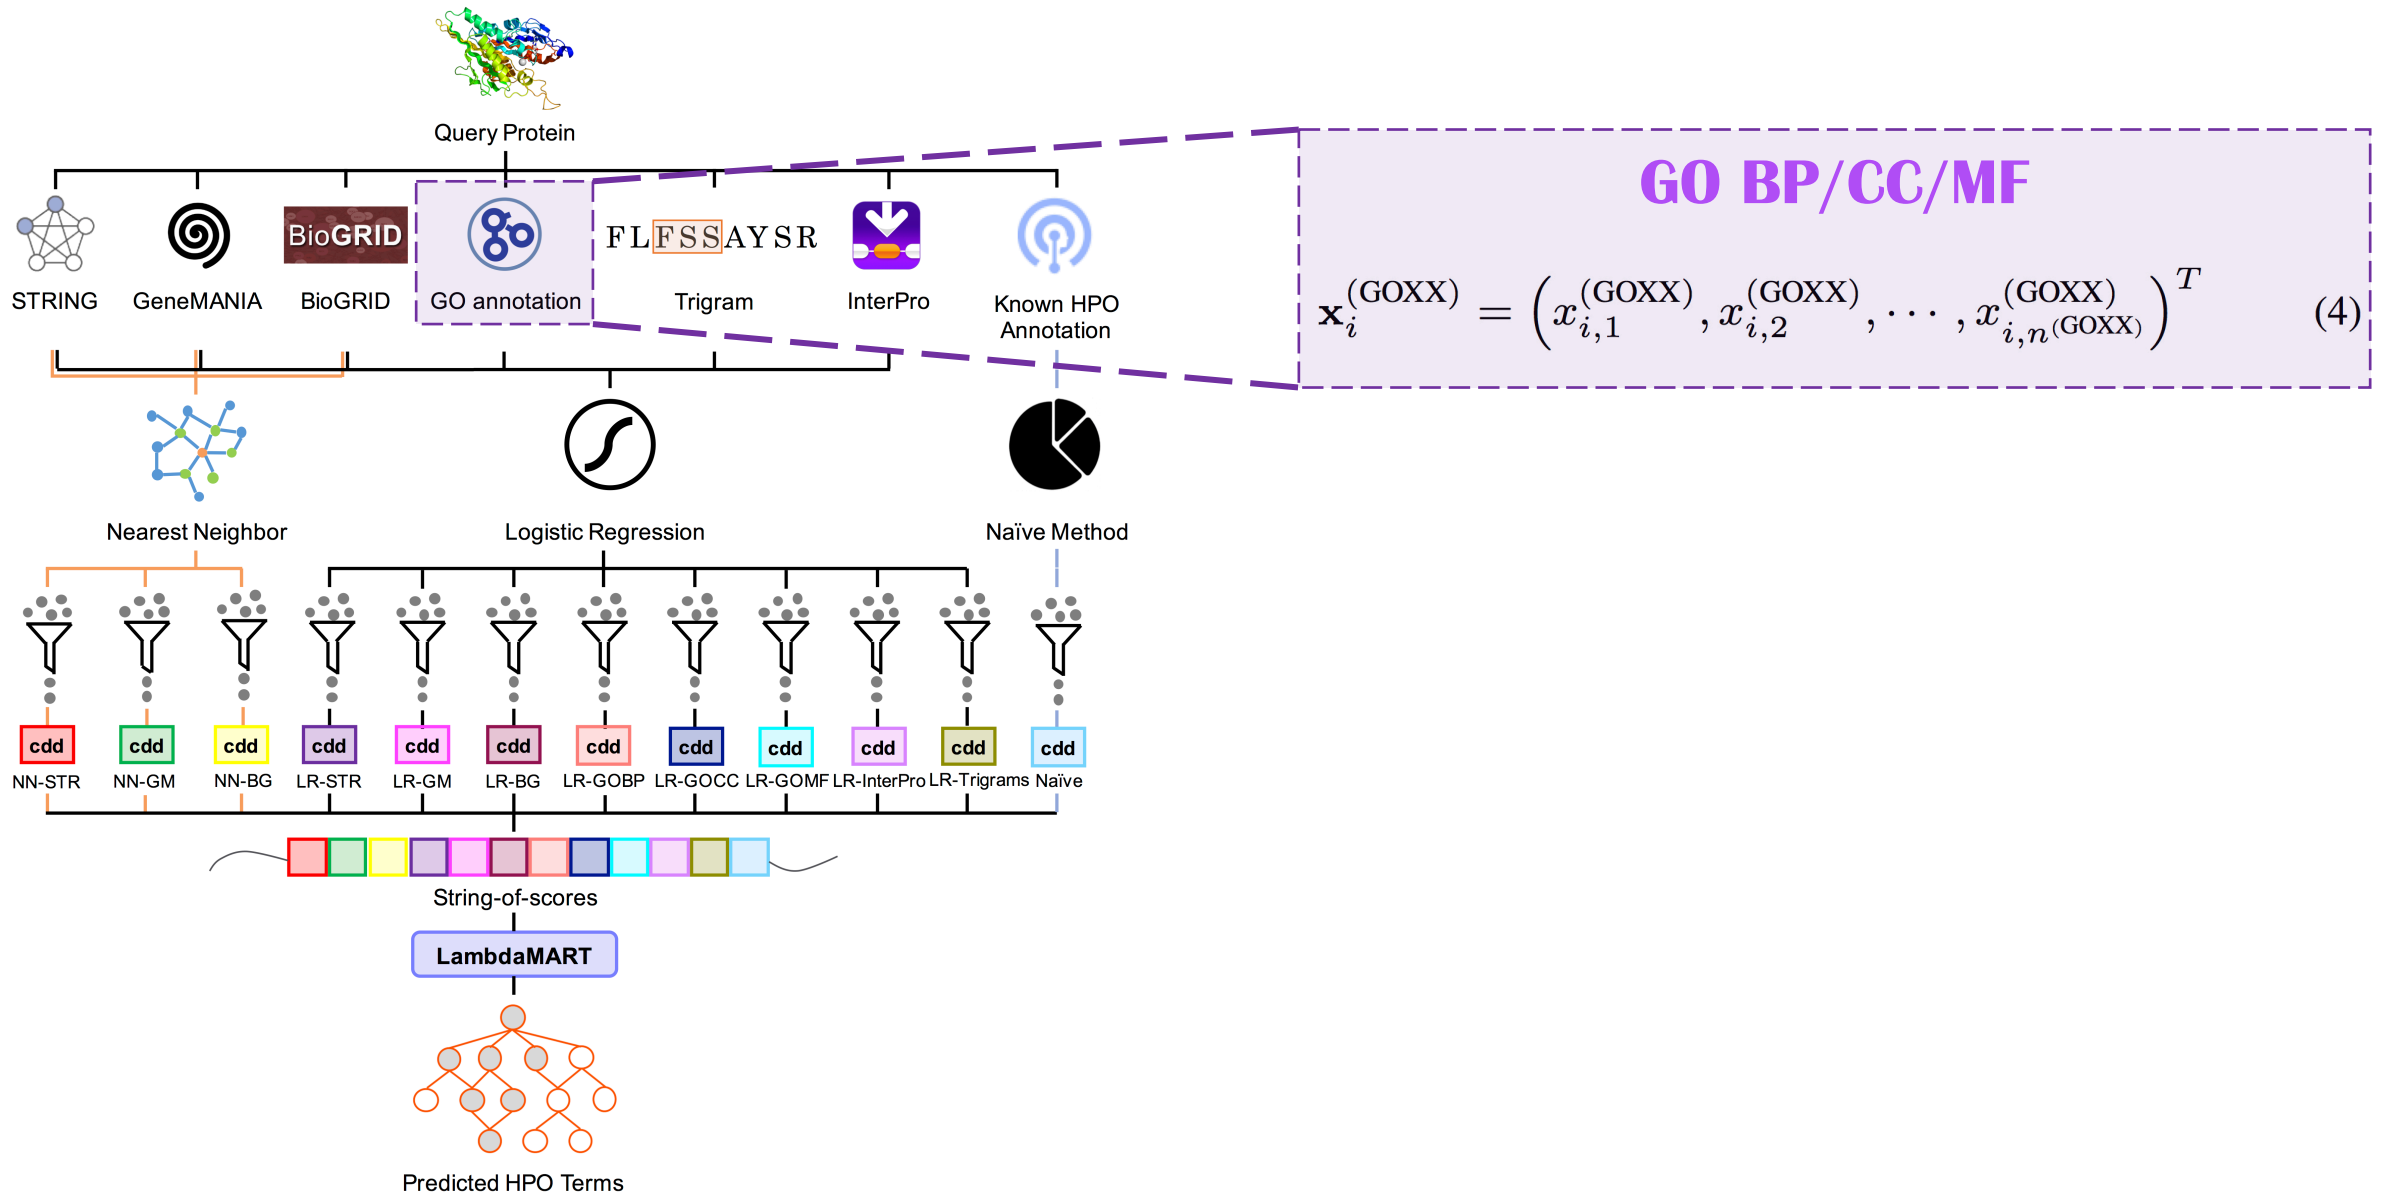 Query Protein
GO BP/CC/MF
BioGRID
FLFSSAYSR
STRING
GeneMANIA
BioGRID
GO annotation
Trigram
InterPro
Known HPO
Annotation
x_i^{(GOXX)} = (x_{i,1}^{(GOXX)}, x_{i,2}^{(GOXX)}, ⋯ , x_{i,n^{(GOXX)}}^{(GOXX)})^T (4)
Nearest Neighbor
Logistic Regression
Naïve Method
cdd cdd cdd cdd cdd cdd cdd cdd cdd cdd cdd cdd
NN-STR NN-GM NN-BG LR-STR LR-GM LR-BG LR-GOBP LR-GOCC LR-GOMF LR-InterPro LR-Trigrams Naïve
String-of-scores
LambdaMART
Predicted HPO Terms